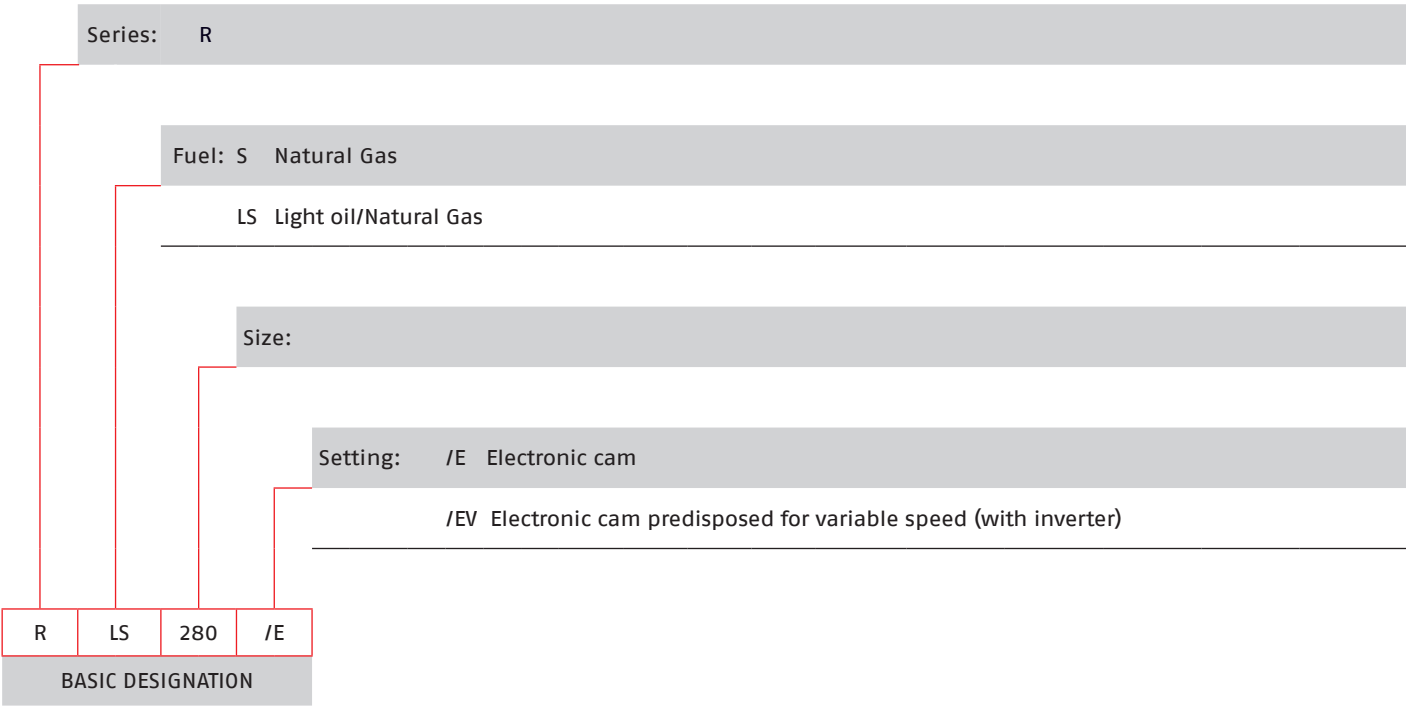 Series: R
Fuel: S Natural Gas
LS Light oil/Natural Gas
Size:
Setting: /E Electronic cam
/EV Electronic cam predisposed for variable speed (with inverter)
R LS 280 /E
BASIC DESIGNATION